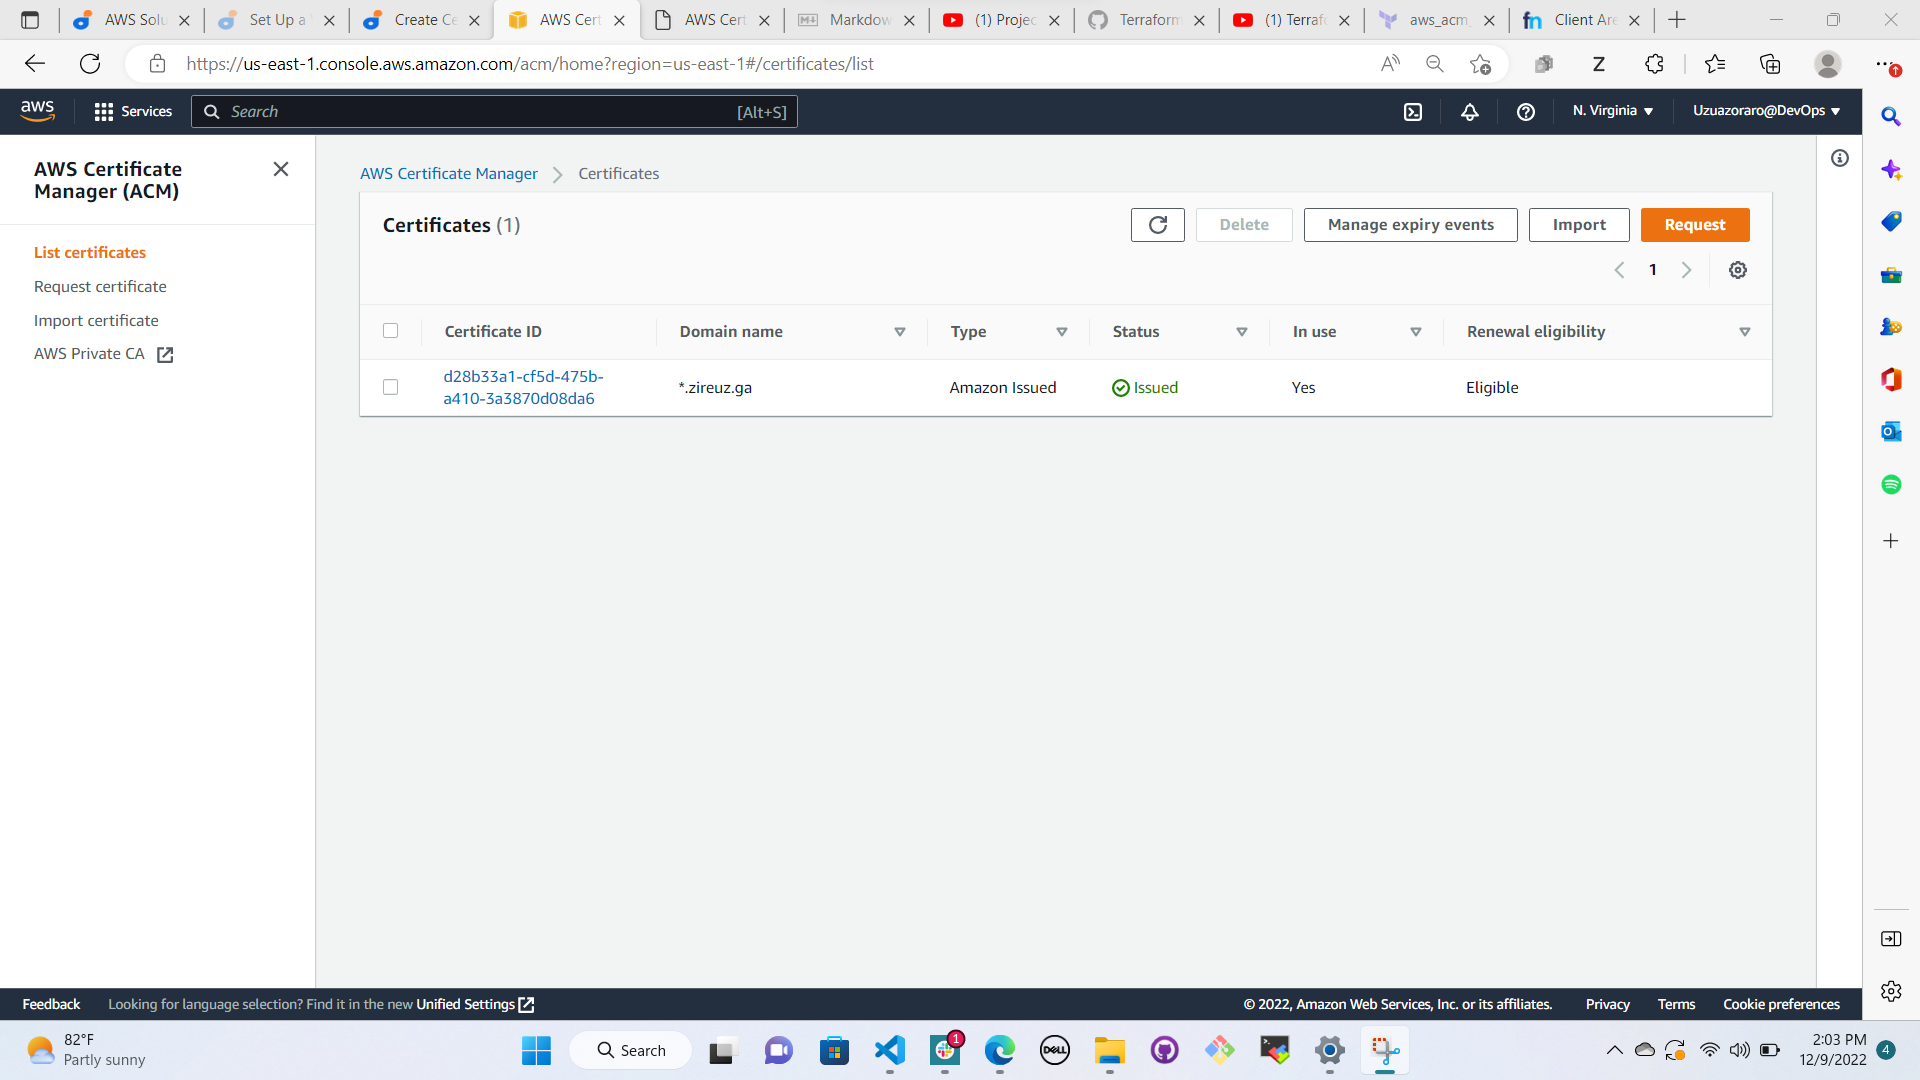 AWS Solu
Set Up a
Create Ce
AWS Cert
AWS Cert
Markdow
(1) Projec
Terraform
(1) Terraf
aws_acm_
Client Are
https://us-east-1.console.aws.amazon.com/acm/home?region=us-east-1#/certificates/list
aws
Services
Search
[Alt+S]
N. Virginia
Uzuazoraro@DevOps
AWS Certificate
Manager (ACM)
List certificates
Request certificate
Import certificate
AWS Private CA
AWS Certificate Manager
Certificates
Certificates (1)
Delete
Manage expiry events
Import
Request
1
Certificate ID
Domain name
Type
Status
In use
Renewal eligibility
d28b33a1-cf5d-475b-
a410-3a3870d08da6
*.zireuz.ga
Amazon Issued
Issued
Yes
Eligible
Feedback
Looking for language selection? Find it in the new Unified Settings
© 2022, Amazon Web Services, Inc. or its affiliates.
Privacy
Terms
Cookie preferences
82°F
Partly sunny
Search
1
DELL
2:03 PM
12/9/2022
4